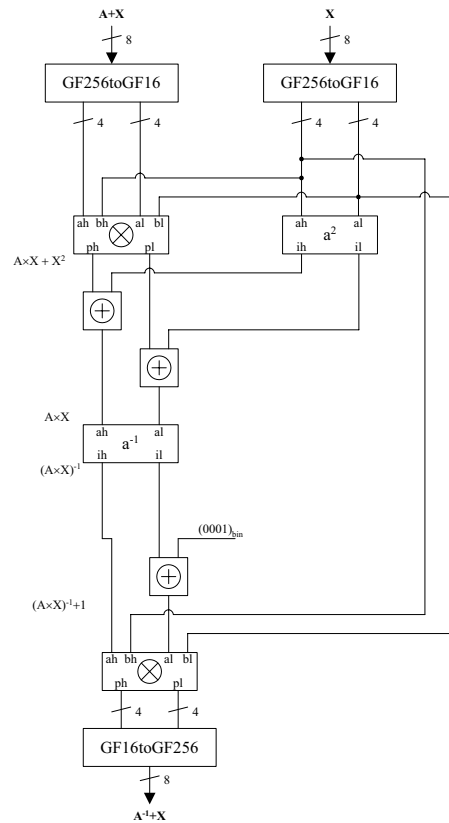 A+X X
8 8
GF256toGF16 GF256toGF16
4 4 4 4
ah bh al bl ah al
a²
ph pl ih il
A×X + X²
A×X
ah al
a⁻¹
ih il
(A×X)⁻¹
(0001)bin
(A×X)⁻¹+1
ah bh al bl
ph pl
4 4
GF16toGF256
8
A⁻¹+X